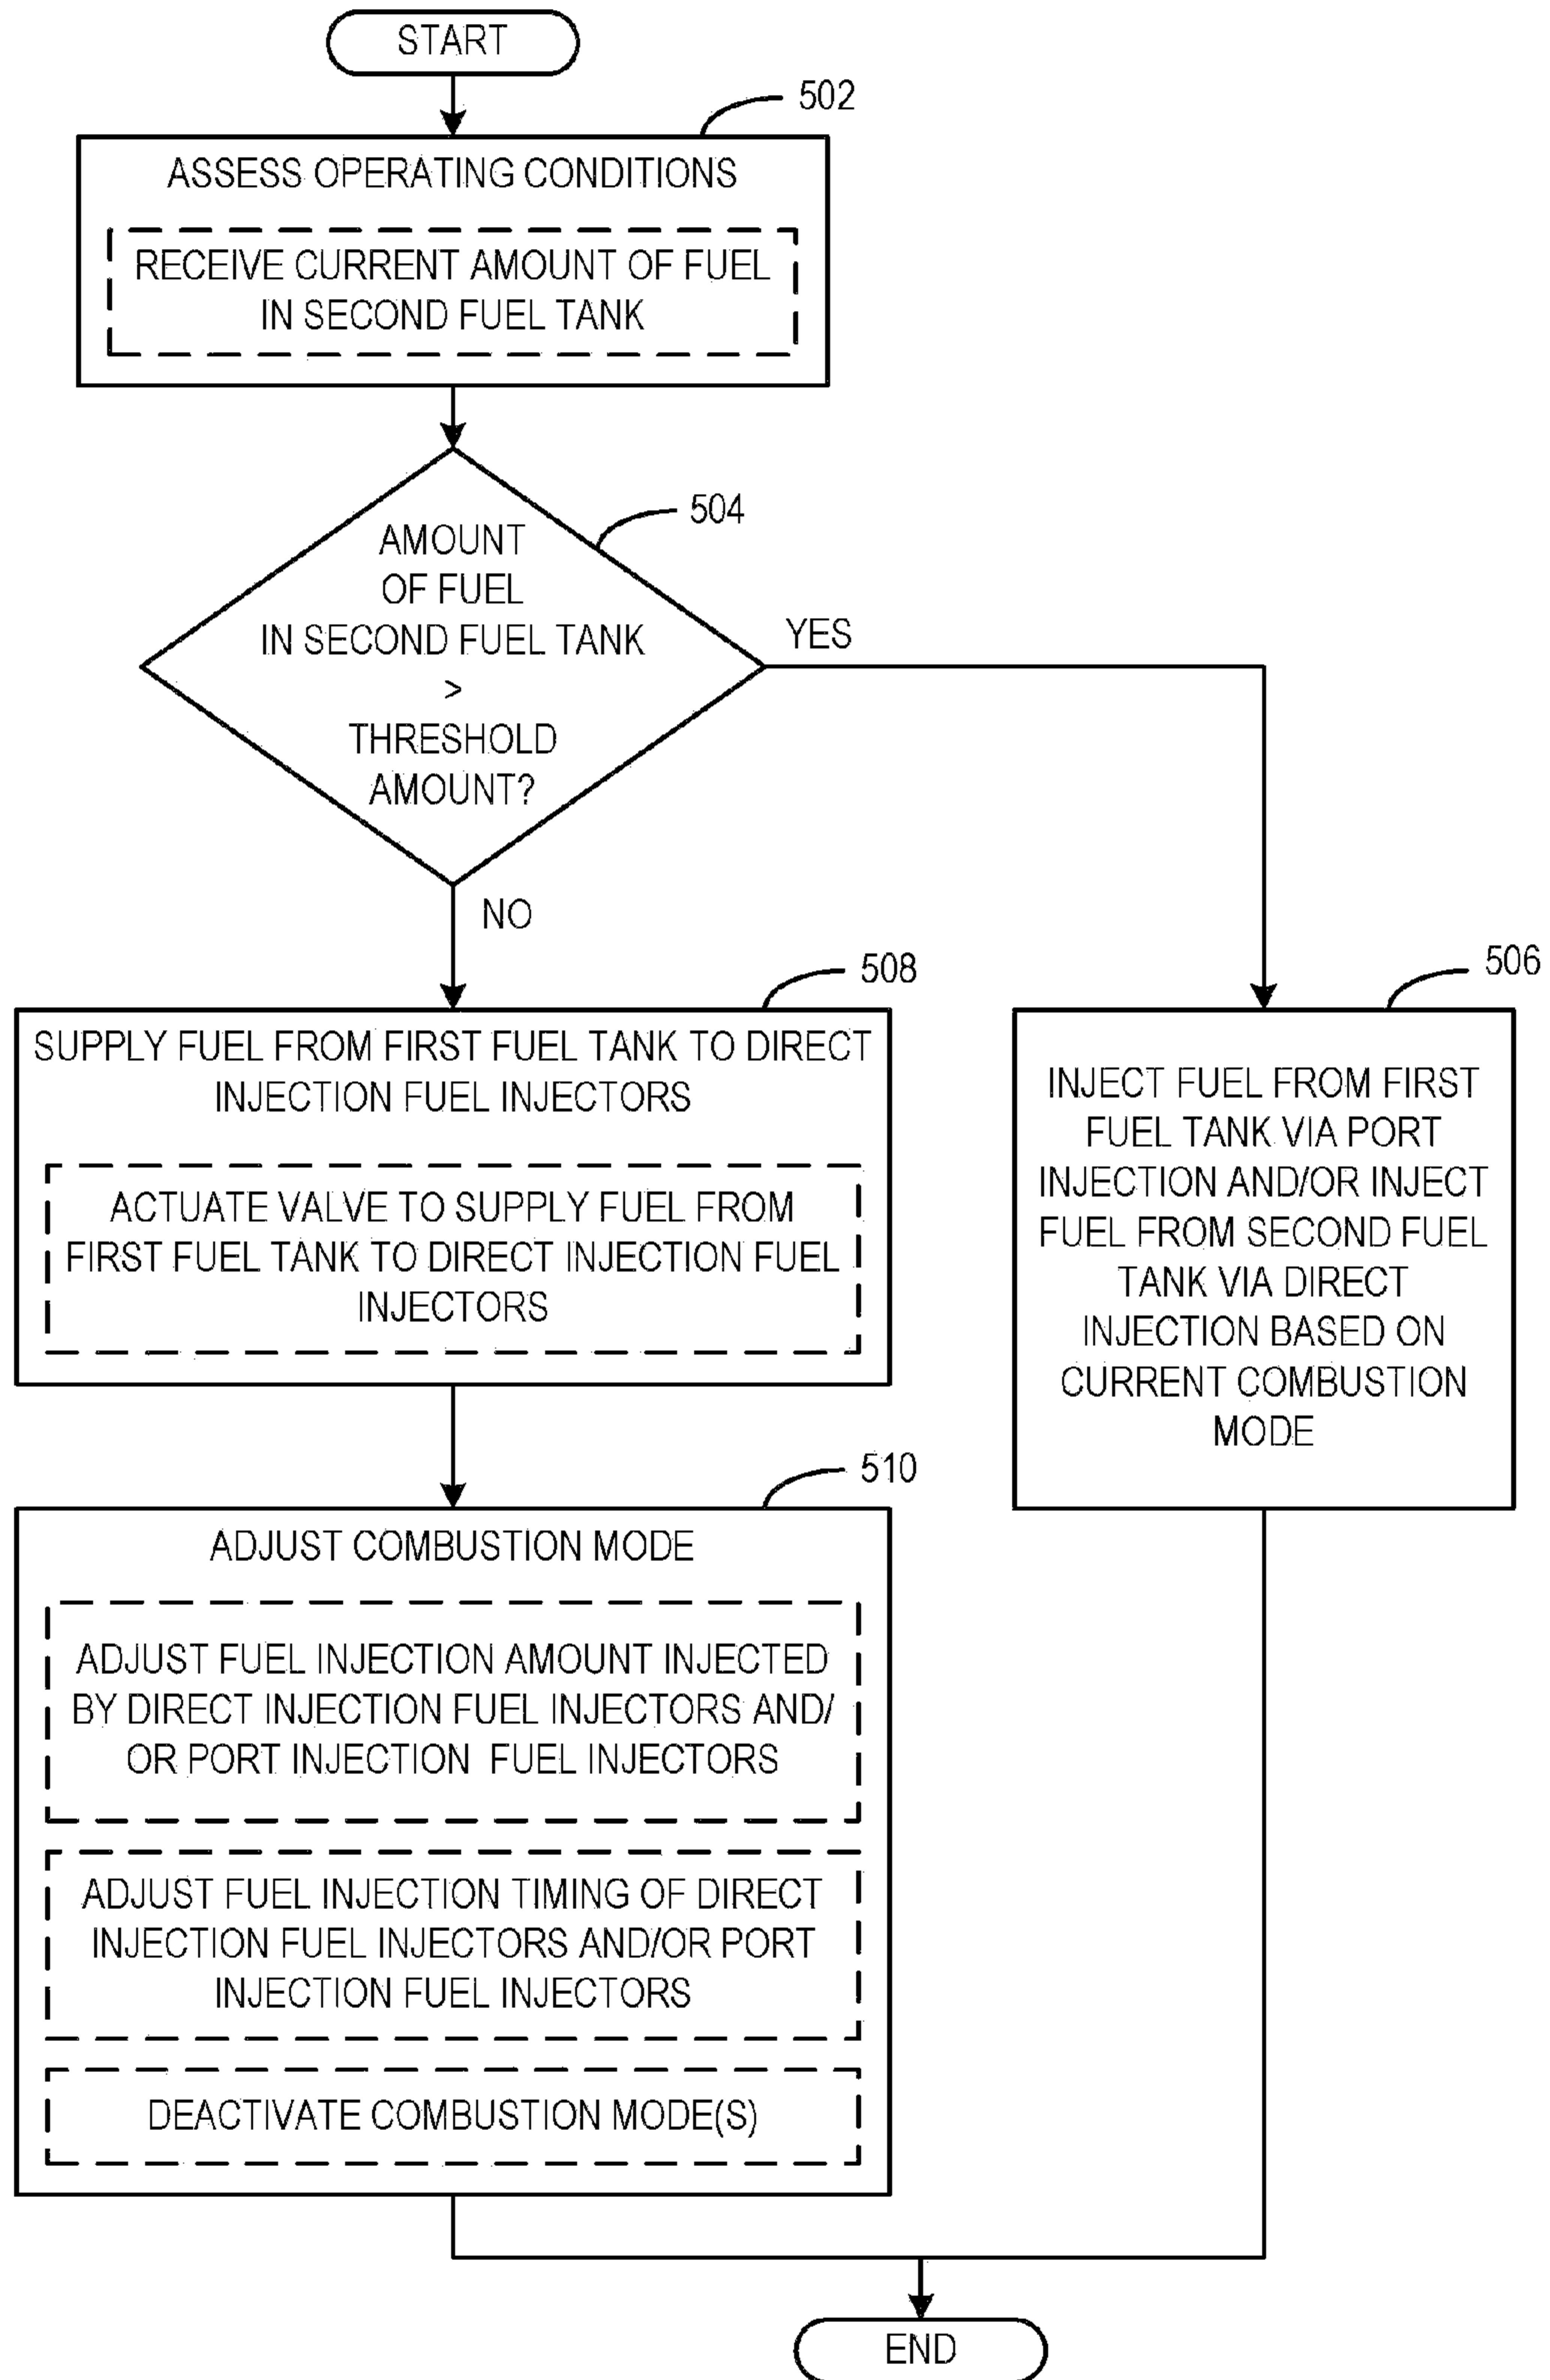 START
502
ASSESS OPERATING CONDITIONS
RECEIVE CURRENT AMOUNT OF FUEL
IN SECOND FUEL TANK
504
AMOUNT
OF FUEL
IN SECOND FUEL TANK
>
THRESHOLD
AMOUNT?
YES
NO
508
SUPPLY FUEL FROM FIRST FUEL TANK TO DIRECT
INJECTION FUEL INJECTORS
ACTUATE VALVE TO SUPPLY FUEL FROM
FIRST FUEL TANK TO DIRECT INJECTION FUEL
INJECTORS
506
INJECT FUEL FROM FIRST
FUEL TANK VIA PORT
INJECTION AND/OR INJECT
FUEL FROM SECOND FUEL
TANK VIA DIRECT
INJECTION BASED ON
CURRENT COMBUSTION
MODE
510
ADJUST COMBUSTION MODE
ADJUST FUEL INJECTION AMOUNT INJECTED
BY DIRECT INJECTION FUEL INJECTORS AND/
OR PORT INJECTION FUEL INJECTORS
ADJUST FUEL INJECTION TIMING OF DIRECT
INJECTION FUEL INJECTORS AND/OR PORT
INJECTION FUEL INJECTORS
DEACTIVATE COMBUSTION MODE(S)
END